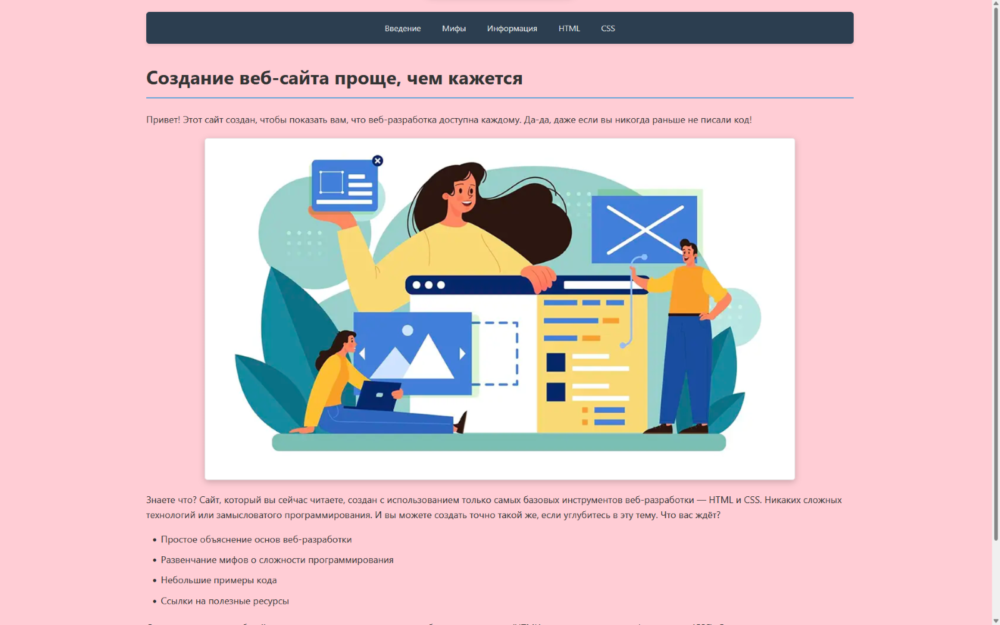 Введение Мифы Информация HTML CSS
Создание веб-сайта проще, чем кажется
Привет! Этот сайт создан, чтобы показать вам, что веб-разработка доступна каждому. Да-да, даже если вы никогда раньше не писали код!
Знаете что? Сайт, который вы сейчас читаете, создан с использованием только самых базовых инструментов веб-разработки — HTML и CSS. Никаких сложных
технологий или замысловатого программирования. И вы можете создать точно такой же, если углубитесь в эту тему. Что вас ждёт?
• Простое объяснение основ веб-разработки
• Развенчание мифов о сложности программирования
• Небольшие примеры кода
• Ссылки на полезные ресурсы